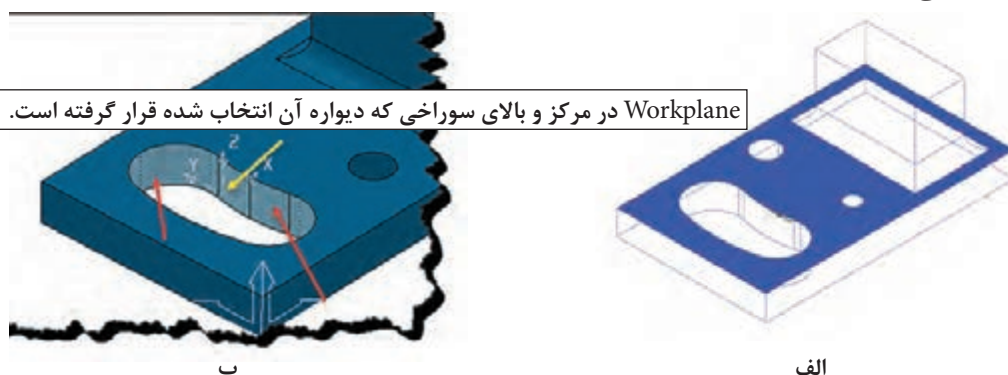 Workplane در مرکز و بالای سوراخی که دیواره آن انتخاب شده قرار گرفته است.
Z
Y
X
الف
ب